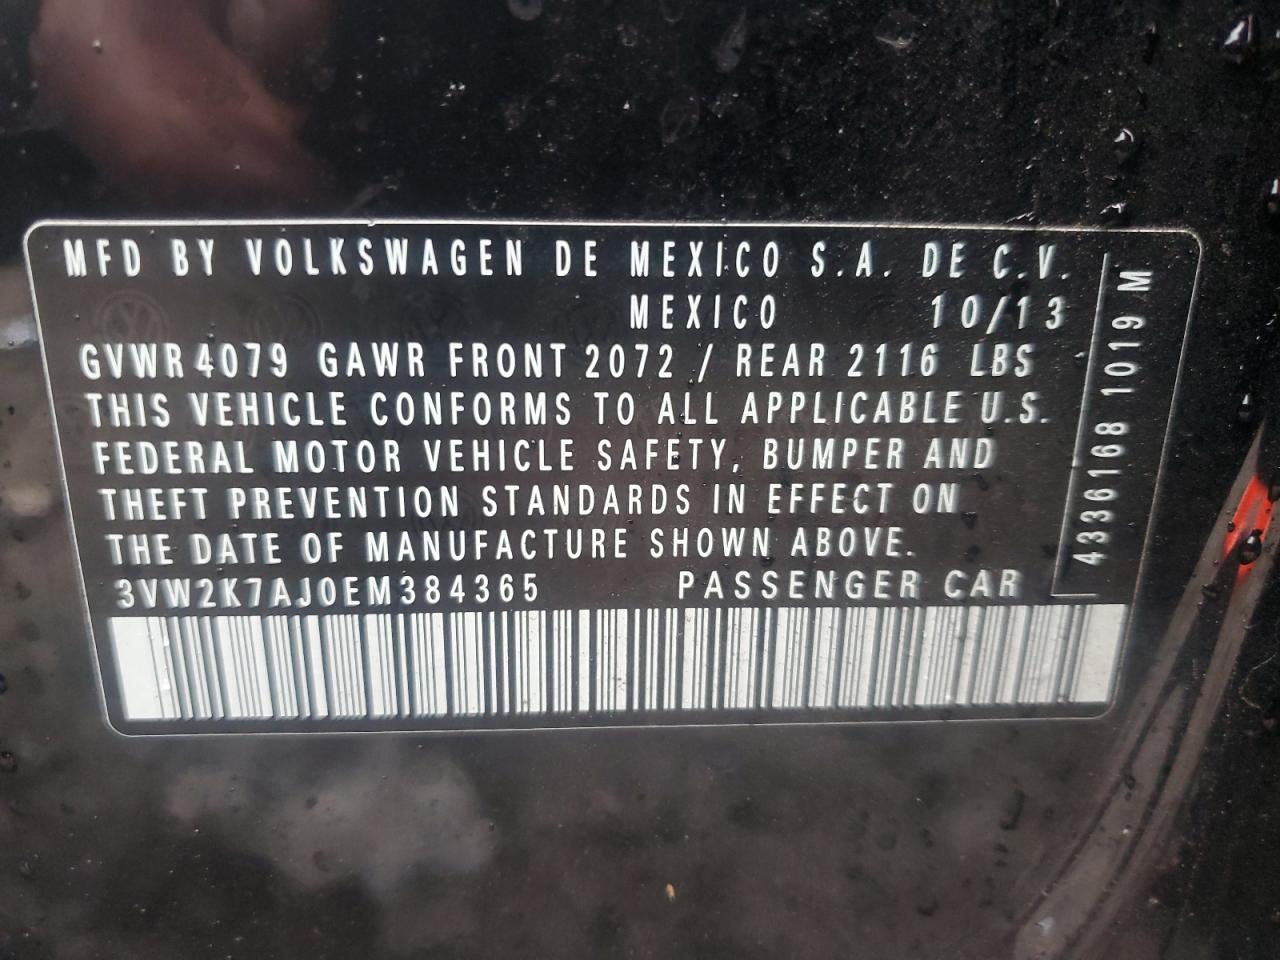 MFD BY VOLKSWAGEN DE MEXICO S.A. DE C.V.
MEXICO 10/13
GVWR 4079 GAWR FRONT 2072 / REAR 2116 LBS
THIS VEHICLE CONFORMS TO ALL APPLICABLE U.S.
FEDERAL MOTOR VEHICLE SAFETY, BUMPER AND
THEFT PREVENTION STANDARDS IN EFFECT ON
THE DATE OF MANUFACTURE SHOWN ABOVE.
3VW2K7AJ0EM384365 PASSENGER CAR
4336168 1019 M